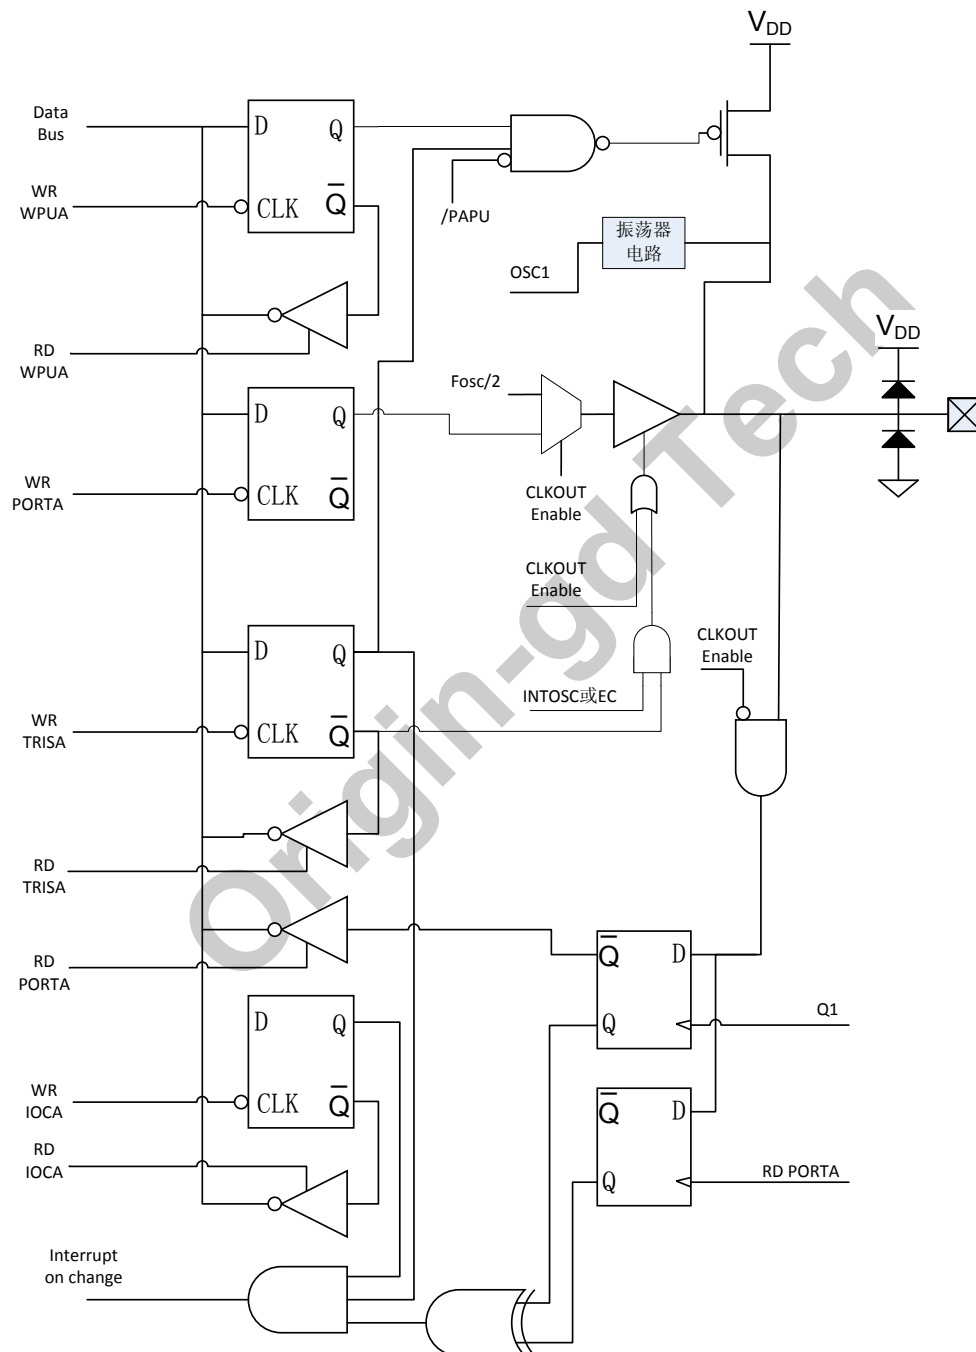 VDD
Data
Bus
D
Q
WR
WPUA
CLK
Q
/PAPU
振荡器
电路
OSC1
RD
WPUA
VDD
Fosc/2
D
Q
WR
PORTA
CLK
Q
CLKOUT
Enable
CLKOUT
Enable
D
Q
CLKOUT
Enable
INTOSC或EC
WR
TRISA
CLK
Q
RD
TRISA
RD
PORTA
Q
D
Q
Q1
D
Q
WR
IOCA
CLK
Q
Q
D
RD
IOCA
Q
RD PORTA
Interrupt
on change
Origin-gd Tech